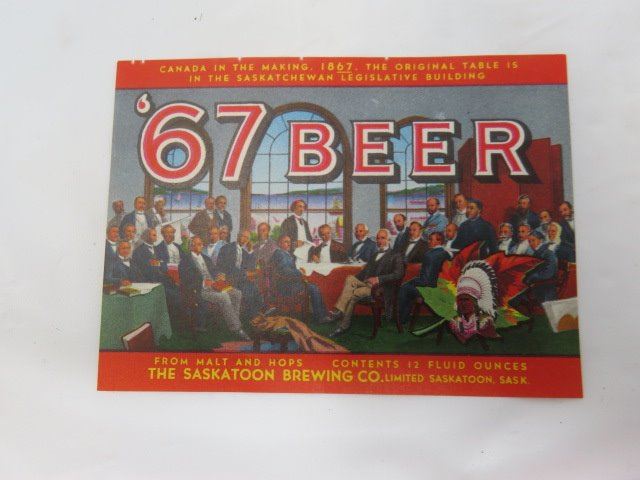 CANADA IN THE MAKING. 1867. THE ORIGINAL TABLE IS
IN THE SASKATCHEWAN LEGISLATIVE BUILDING
'67 BEER
FROM MALT AND HOPS CONTENTS 12 FLUID OUNCES
THE SASKATOON BREWING CO. LIMITED SASKATOON, SASK.